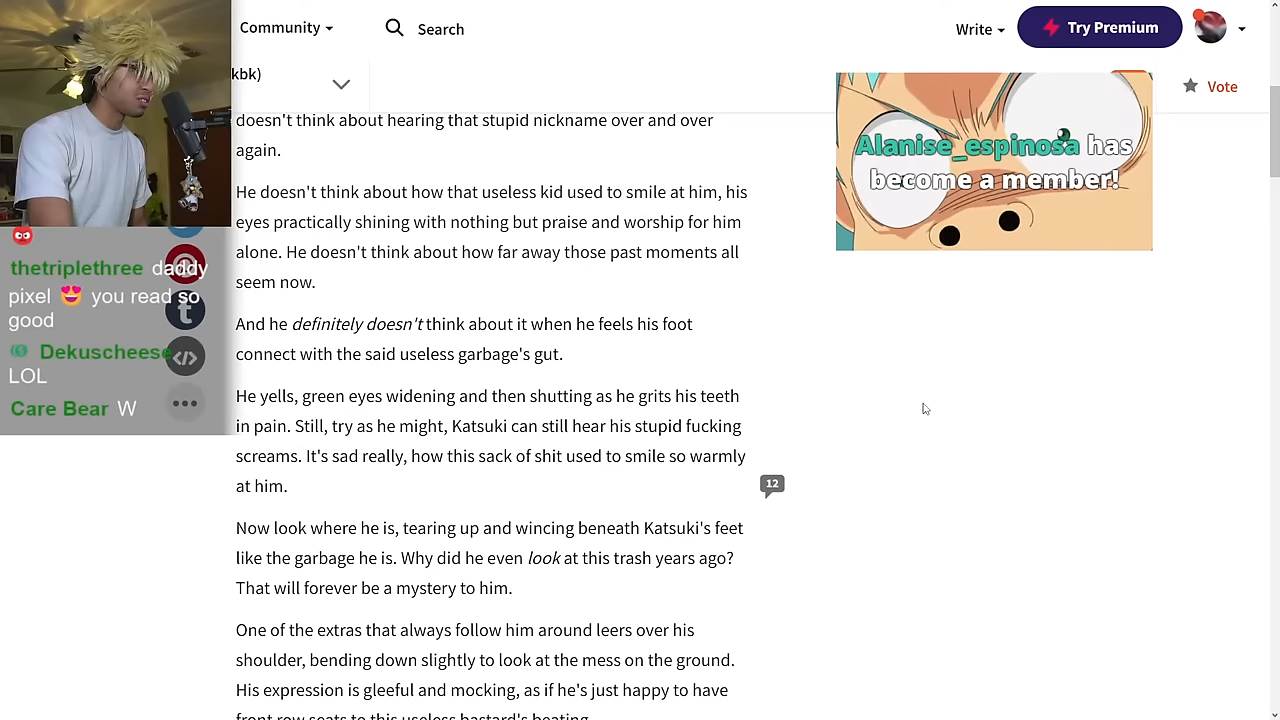 Community
Search
Write
Try Premium
kbk)
Vote
doesn't think about hearing that stupid nickname over and over
again.
Alanise_espinosa has
become a member!
He doesn't think about how that useless kid used to smile at him, his
eyes practically shining with nothing but praise and worship for him
alone. He doesn't think about how far away those past moments all
seem now.
thetriplethree daddy
pixel 😍 you read so
good
Dekuscheese
LOL
Care Bear W
And he definitely doesn't think about it when he feels his foot
connect with the said useless garbage's gut.
He yells, green eyes widening and then shutting as he grits his teeth
in pain. Still, try as he might, Katsuki can still hear his stupid fucking
screams. It's sad really, how this sack of shit used to smile so warmly
at him.
12
Now look where he is, tearing up and wincing beneath Katsuki's feet
like the garbage he is. Why did he even look at this trash years ago?
That will forever be a mystery to him.
One of the extras that always follow him around leers over his
shoulder, bending down slightly to look at the mess on the ground.
His expression is gleeful and mocking, as if he's just happy to have
front row seats to this useless bastard's beating.